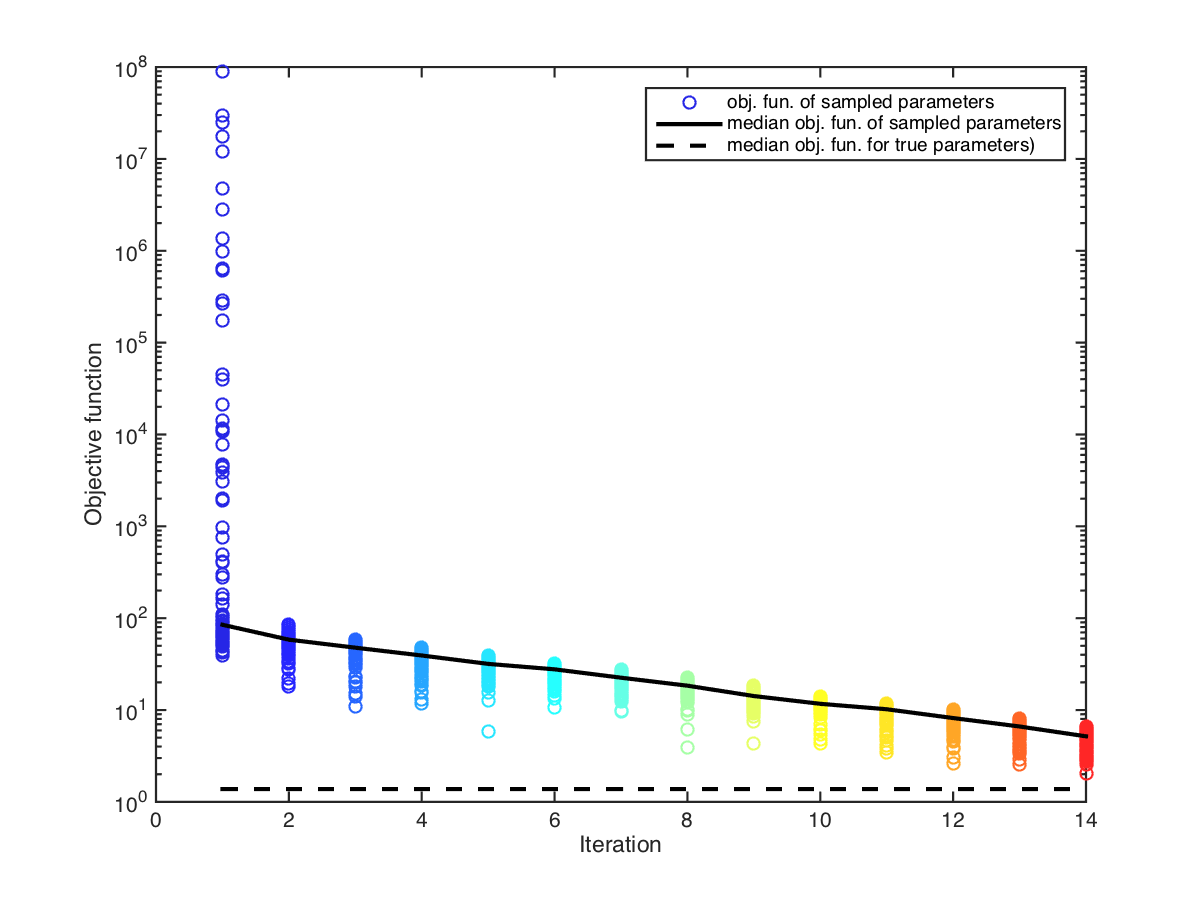 10^8
10^7
10^6
10^5
10^4
10^3
10^2
10^1
10^0
Objective function
obj. fun. of sampled parameters
median obj. fun. of sampled parameters
median obj. fun. for true parameters)
0 2 4 6 8 10 12 14
Iteration